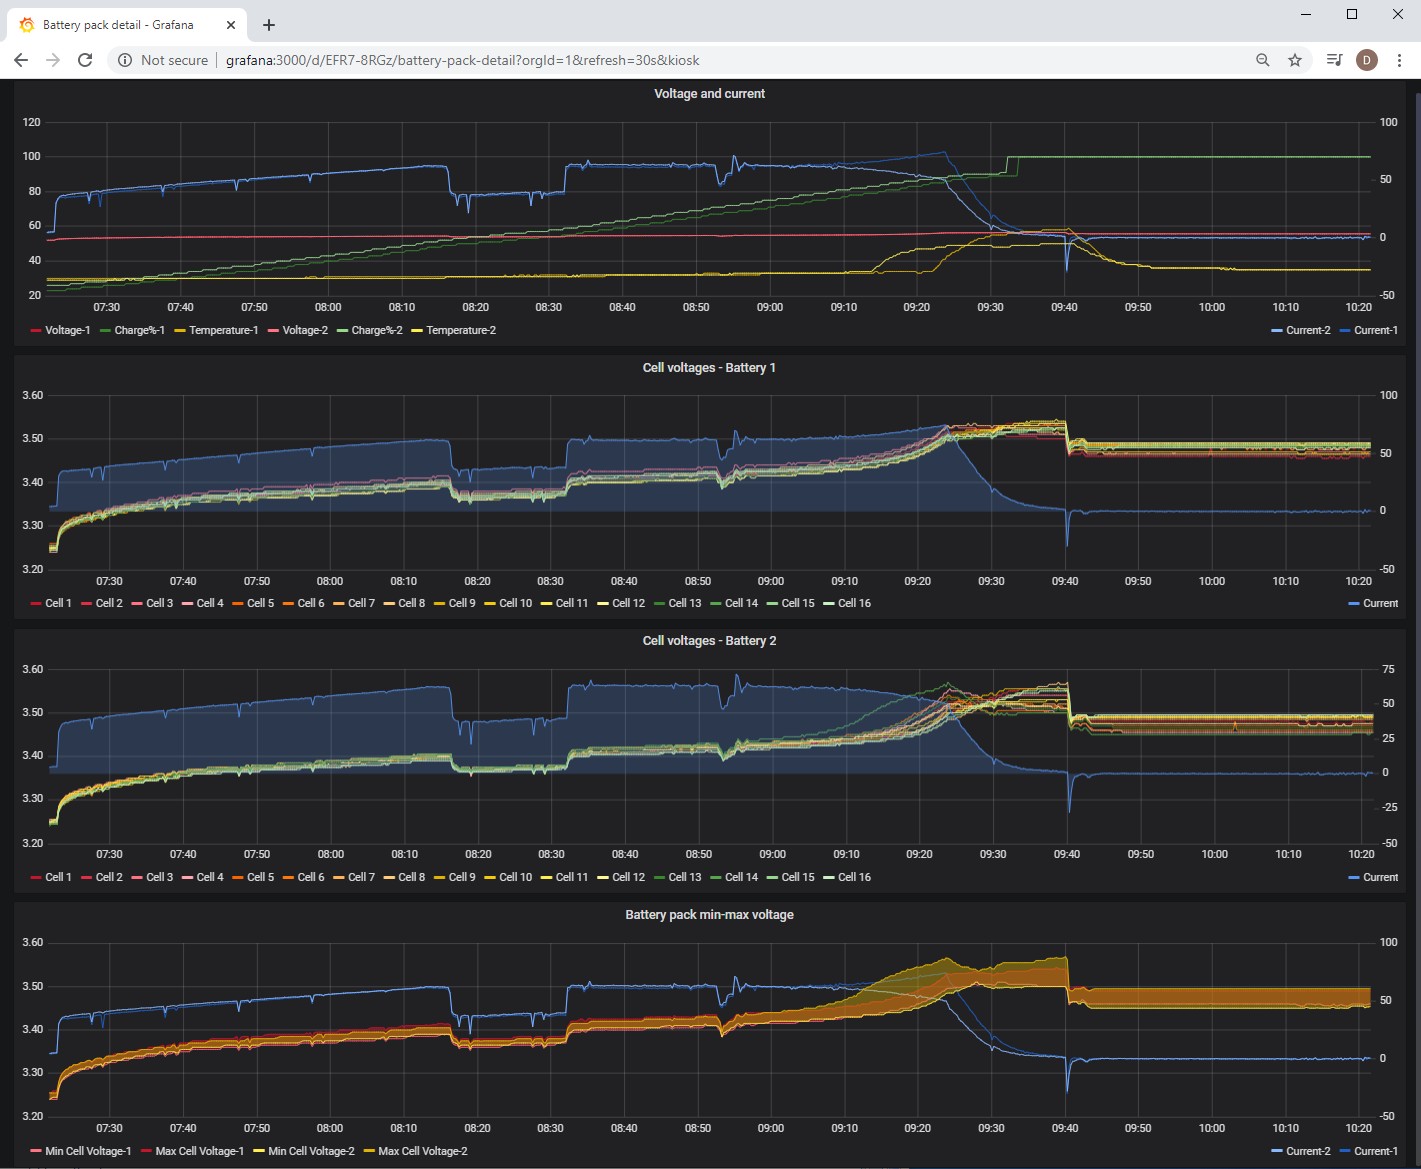 Battery pack detail - Grafana
Not secure grafana:3000/d/EFR7-8RGz/battery-pack-detail?orgId=1&refresh=30s&kiosk D
Voltage and current
120 100
100
80 50
60
0
40
20 -50
07:30 07:40 07:50 08:00 08:10 08:20 08:30 08:40 08:50 09:00 09:10 09:20 09:30 09:40 09:50 10:00 10:10 10:20
Voltage-1 Charge%-1 Temperature-1 Voltage-2 Charge%-2 Temperature-2 Current-2 Current-1
Cell voltages - Battery 1
3.60 100
3.50
50
3.40
3.30 0
3.20 -50
07:30 07:40 07:50 08:00 08:10 08:20 08:30 08:40 08:50 09:00 09:10 09:20 09:30 09:40 09:50 10:00 10:10 10:20
Cell 1 Cell 2 Cell 3 Cell 4 Cell 5 Cell 6 Cell 7 Cell 8 Cell 9 Cell 10 Cell 11 Cell 12 Cell 13 Cell 14 Cell 15 Cell 16 Current
Cell voltages - Battery 2
3.60 75
3.50 50
25
3.40
0
3.30 -25
3.20 -50
07:30 07:40 07:50 08:00 08:10 08:20 08:30 08:40 08:50 09:00 09:10 09:20 09:30 09:40 09:50 10:00 10:10 10:20
Cell 1 Cell 2 Cell 3 Cell 4 Cell 5 Cell 6 Cell 7 Cell 8 Cell 9 Cell 10 Cell 11 Cell 12 Cell 13 Cell 14 Cell 15 Cell 16 Current
Battery pack min-max voltage
3.60 100
3.50
50
3.40
3.30 0
3.20 -50
07:30 07:40 07:50 08:00 08:10 08:20 08:30 08:40 08:50 09:00 09:10 09:20 09:30 09:40 09:50 10:00 10:10 10:20
Min Cell Voltage-1 Max Cell Voltage-1 Min Cell Voltage-2 Max Cell Voltage-2 Current-2 Current-1